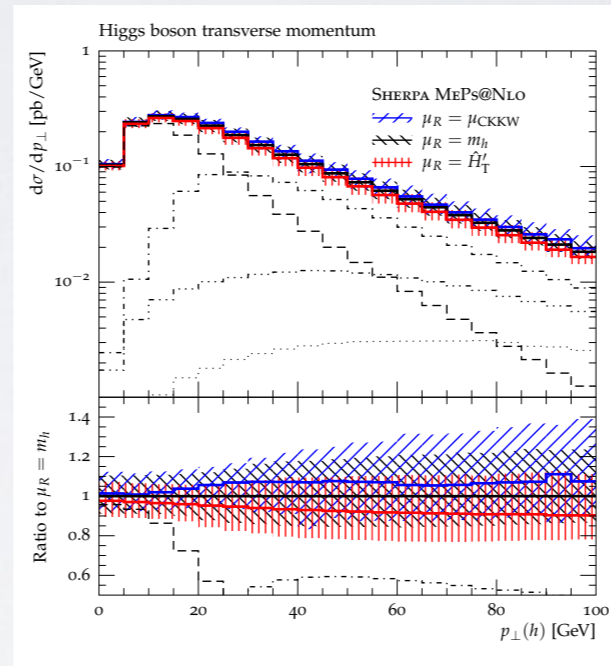 Higgs boson transverse momentum
dσ/dp⊥ [pb/GeV]
1
10⁻¹
10⁻²
Sherpa MePs@Nlo
μR = μCKKW
μR = mh
μR = Ĥ′T
Ratio to μR = mh
1.4
1.2
1
0.8
0.6
0 20 40 60 80 100
p⊥(h) [GeV]